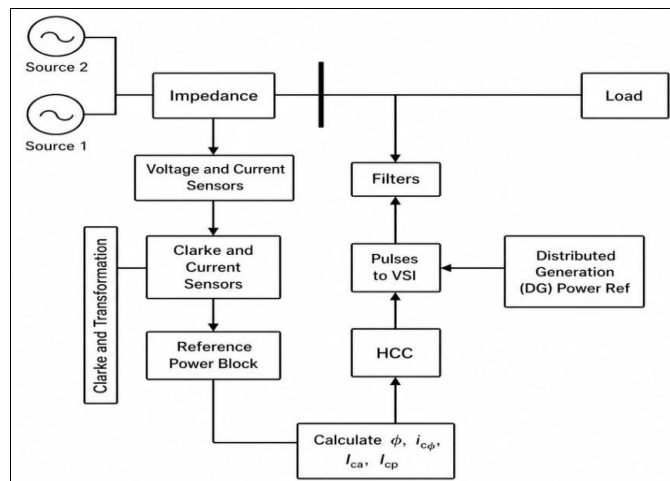 Source 2
Source 1
Impedance
Load
Voltage and Current
Sensors
Filters
Clarke and Transformation
Clarke and
Current
Sensors
Pulses
to VSI
Distributed
Generation
(DG) Power Ref
Reference
Power Block
HCC
Calculate ϕ, i_cϕ,
I_ca, I_cp